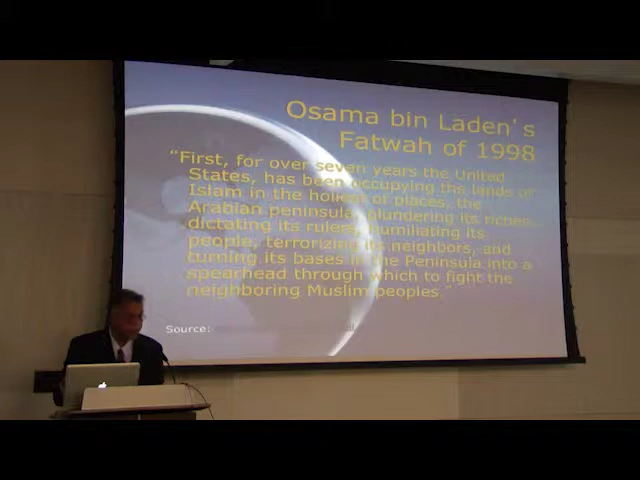 Osama bin Laden's
Fatwah of 1998
“First, for over seven years the United
States, has been occupying the lands of
Islam in the holiest of places, the
Arabian peninsula, plundering its riches,
dictating its rulers, humiliating its
people, terrorizing its neighbors, and
turning its bases in the Peninsula into a
spearhead through which to fight the
neighboring Muslim peoples.”
Source: